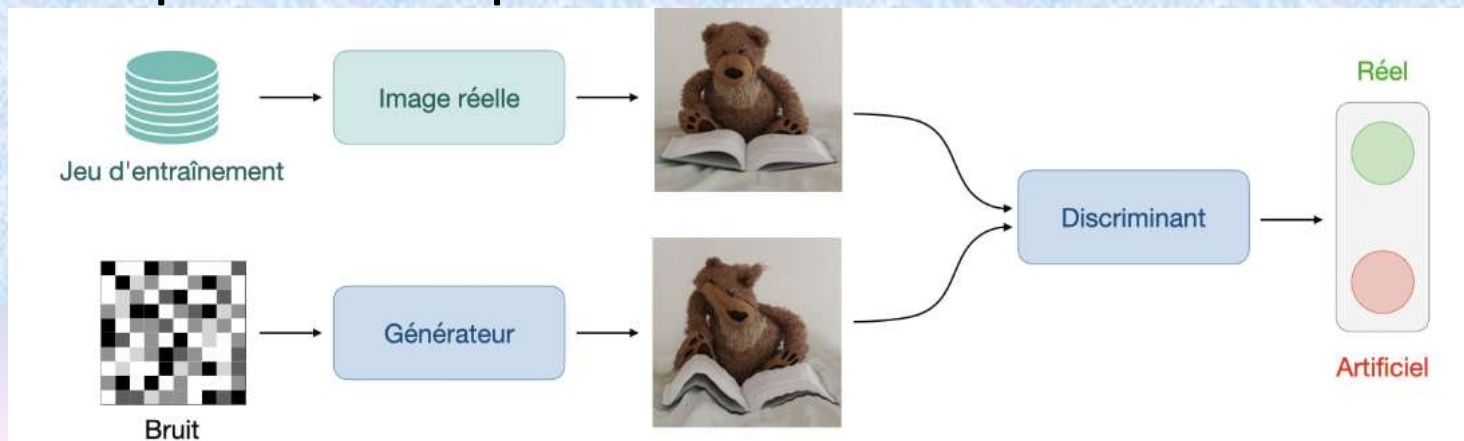 Image réelle
Jeu d'entraînement
Générateur
Bruit
Discriminant
Réel
Artificiel